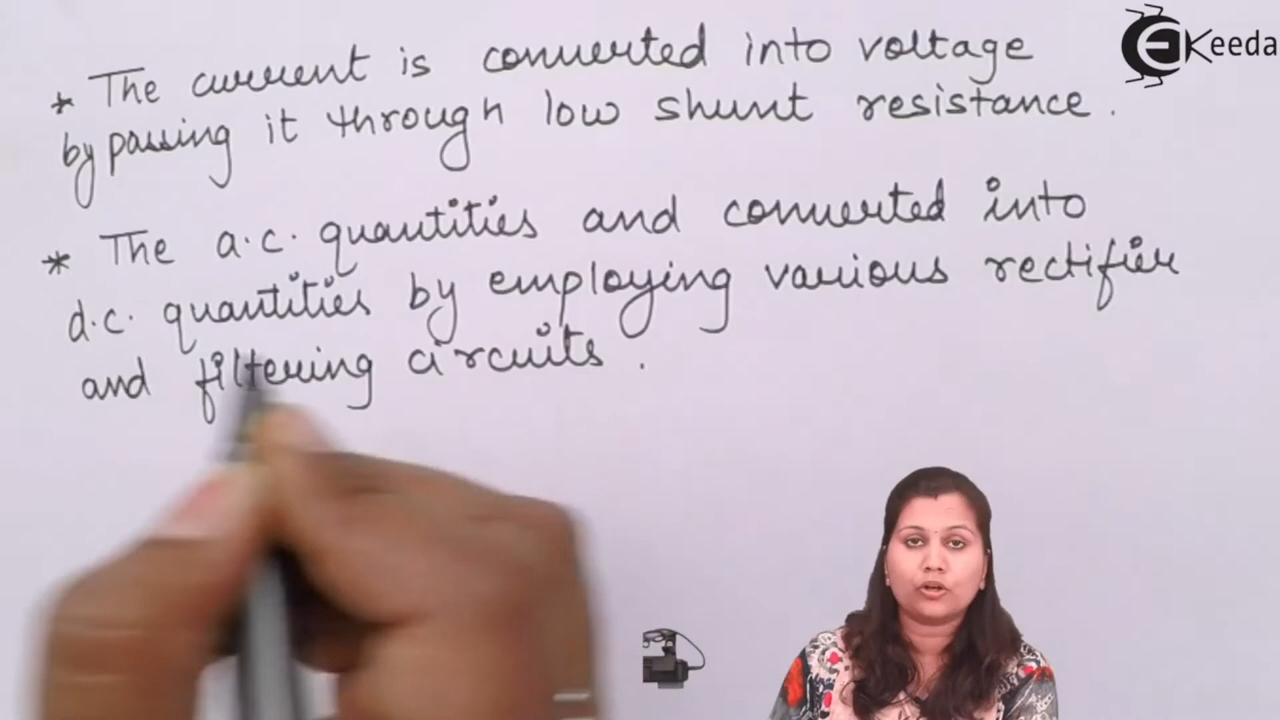 * The current is converted into voltage
by passing it through low shunt resistance.
* The a.c. quantities and converted into
d.c. quantities by employing various rectifier
and filtering circuits.
EKeeda